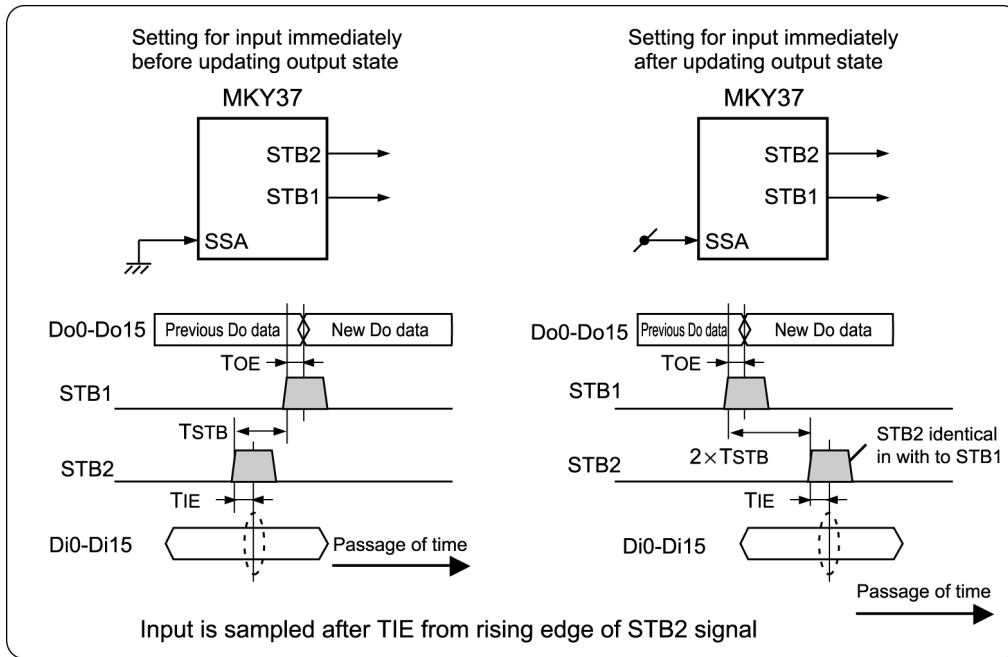 Setting for input immediately
before updating output state
MKY37
STB2
STB1
SSA
Do0-Do15
Previous Do data
New Do data
TOE
STB1
TSTB
STB2
TIE
Di0-Di15
Passage of time
Setting for input immediately
after updating output state
MKY37
STB2
STB1
SSA
Do0-Do15
Previous Do data
New Do data
TOE
STB1
2×TSTB
STB2 identical
in with to STB1
STB2
TIE
Di0-Di15
Passage of time
Input is sampled after TIE from rising edge of STB2 signal